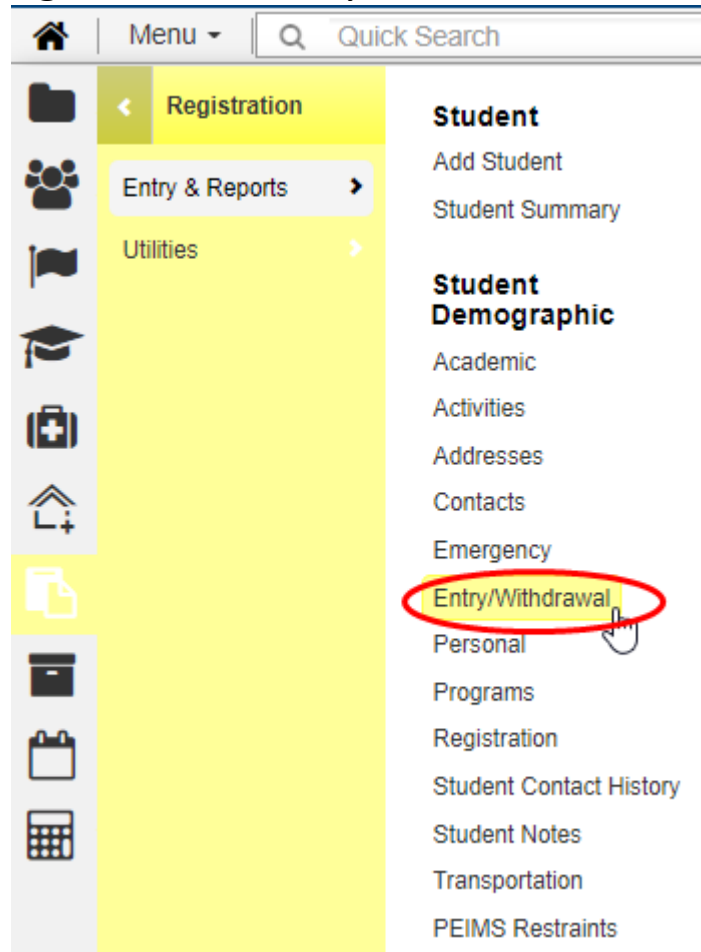 Menu
Quick Search
Registration
Entry & Reports
Utilities
Student
Add Student
Student Summary
Student
Demographic
Academic
Activities
Addresses
Contacts
Emergency
Entry/Withdrawal
Personal
Programs
Registration
Student Contact History
Student Notes
Transportation
PEIMS Restraints